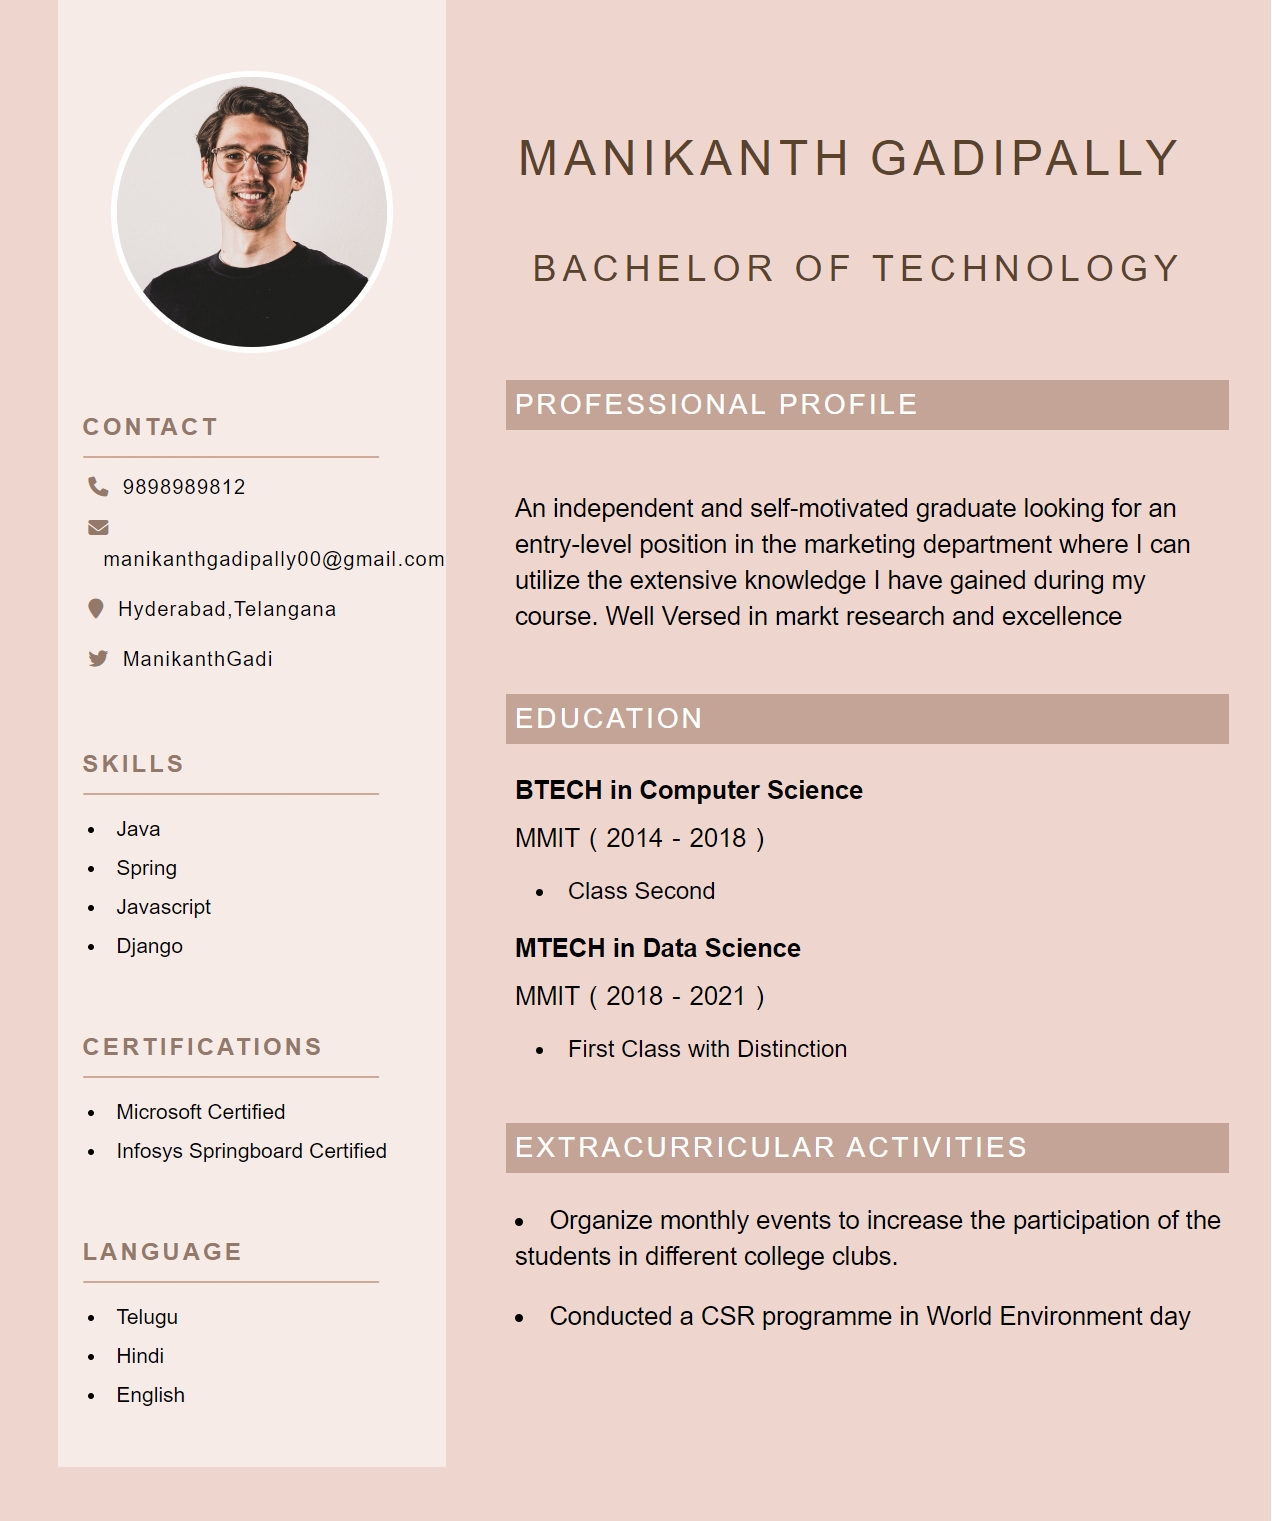 MANIKANTH GADIPALLY
BACHELOR OF TECHNOLOGY
CONTACT
9898989812
manikanthgadipally00@gmail.com
Hyderabad,Telangana
ManikanthGadi
SKILLS
• Java
• Spring
• Javascript
• Django
CERTIFICATIONS
• Microsoft Certified
• Infosys Springboard Certified
LANGUAGE
• Telugu
• Hindi
• English
PROFESSIONAL PROFILE
An independent and self-motivated graduate looking for an
entry-level position in the marketing department where I can
utilize the extensive knowledge I have gained during my
course. Well Versed in markt research and excellence
EDUCATION
BTECH in Computer Science
MMIT ( 2014 - 2018 )
• Class Second
MTECH in Data Science
MMIT ( 2018 - 2021 )
• First Class with Distinction
EXTRACURRICULAR ACTIVITIES
• Organize monthly events to increase the participation of the
students in different college clubs.
• Conducted a CSR programme in World Environment day